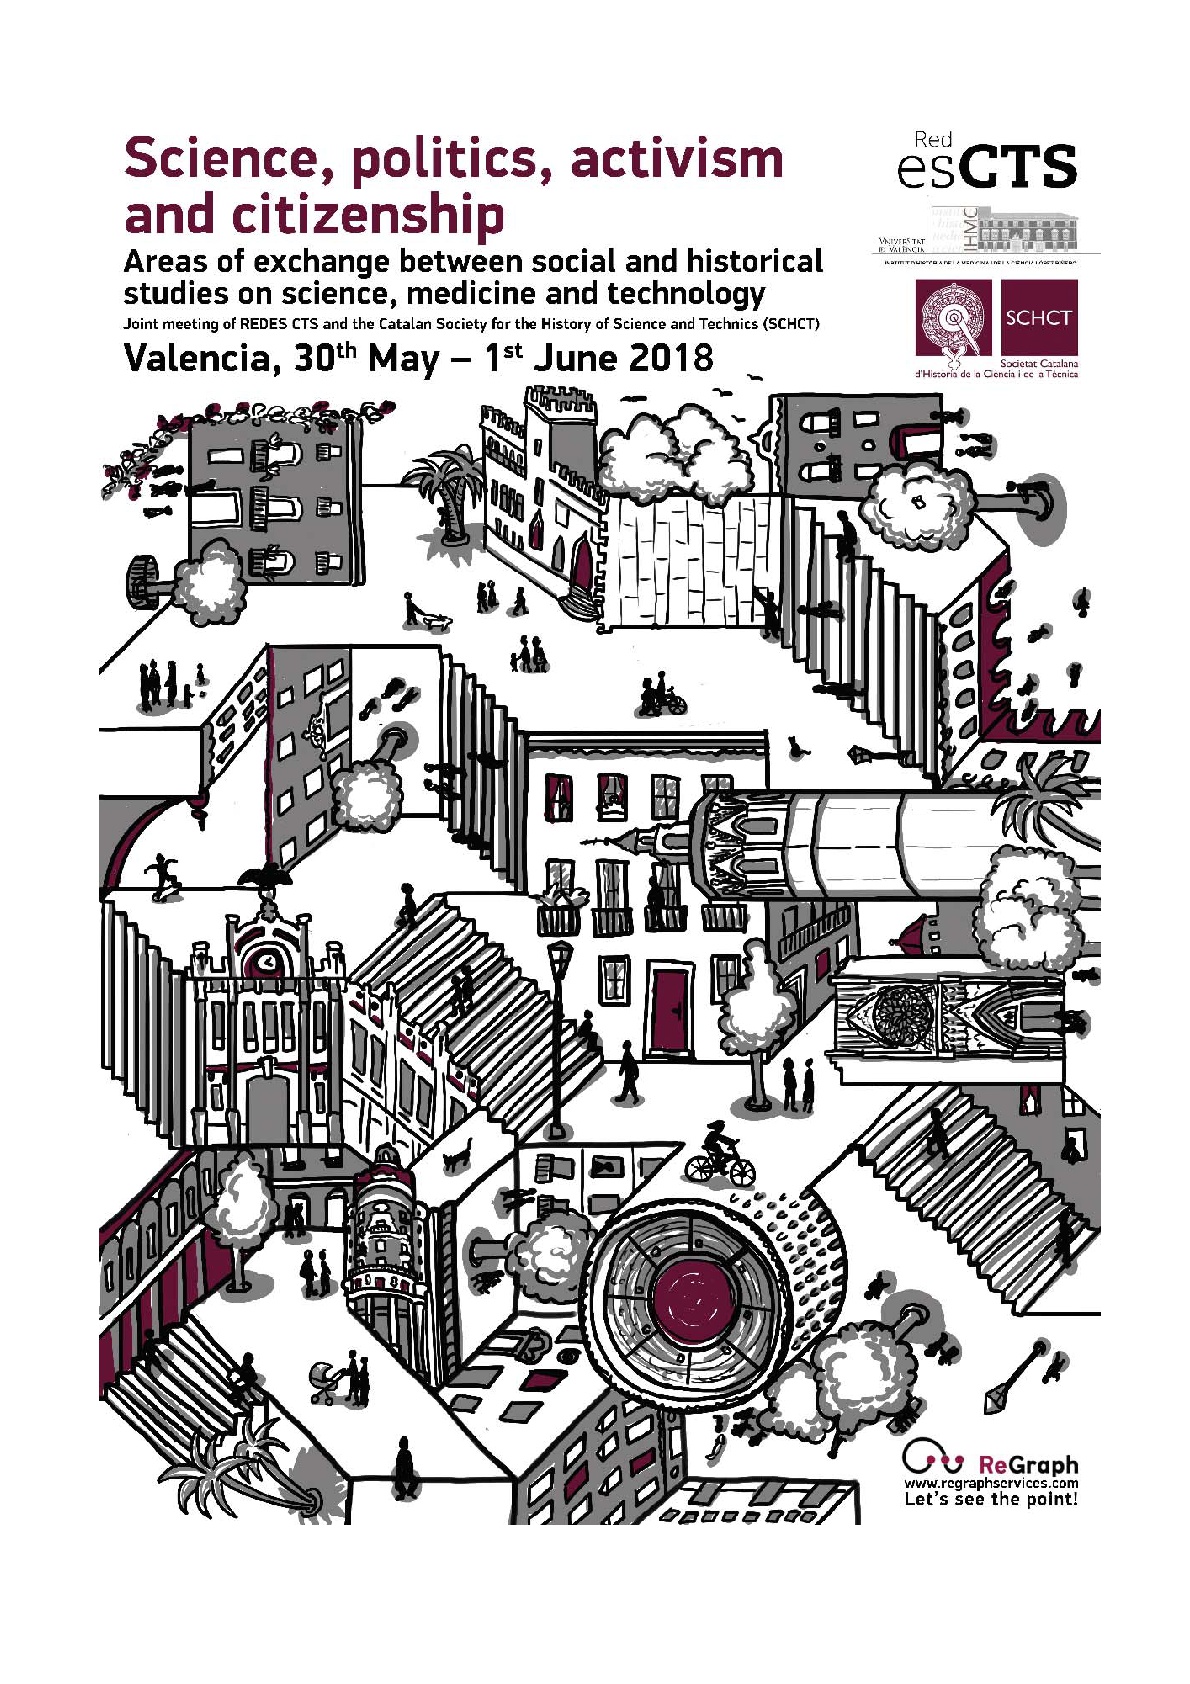 Science, politics, activism
and citizenship
Areas of exchange between social and historical
studies on science, medicine and technology
Joint meeting of REDES CTS and the Catalan Society for the History of Science and Technics (SCHCT)
Valencia, 30th May – 1st June 2018
Red
esCTS
IHMC
VNIVERSITAT
DE VALÈNCIA
SCHCT
Societat Catalana
d'Història de la Ciència i de la Tècnica
ReGraph
www.regraphservices.com
Let's see the point!